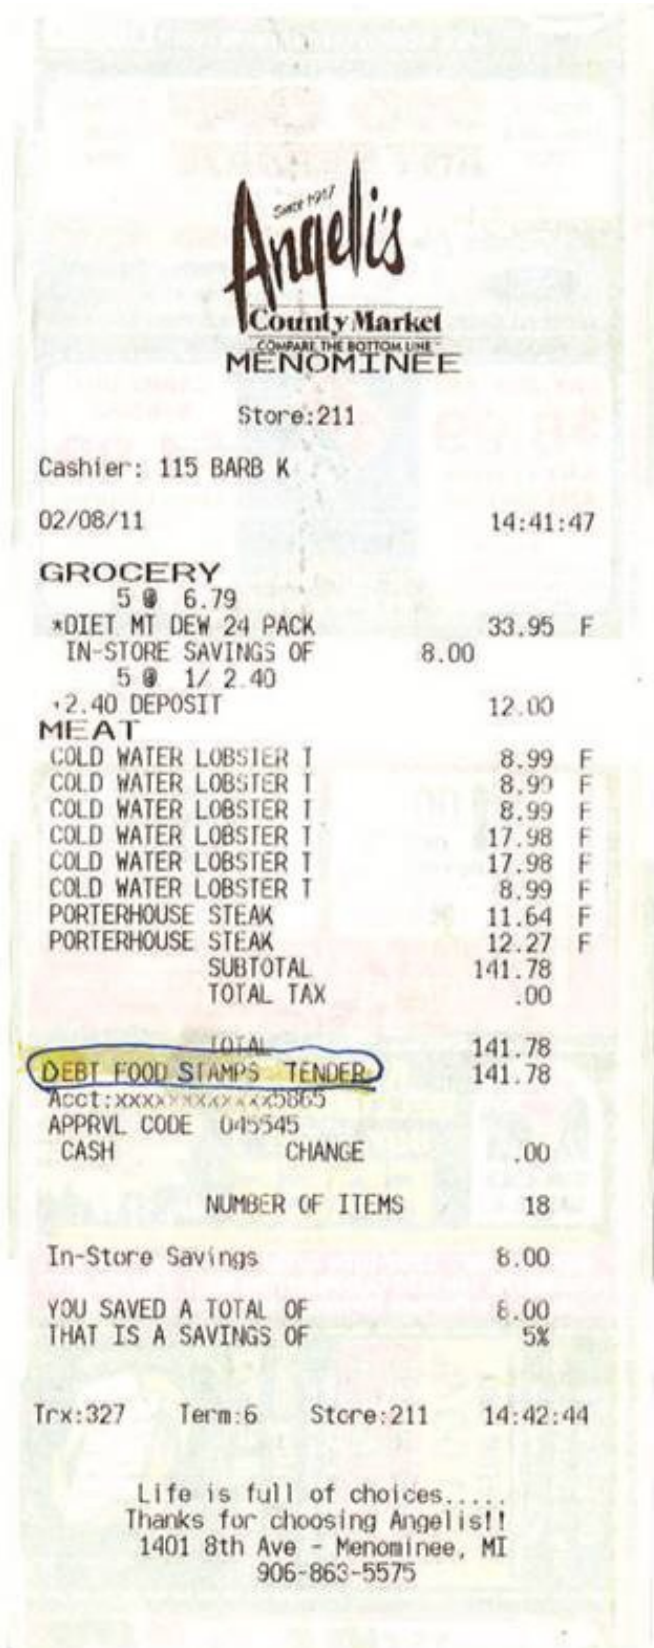 Since 1917
Angeli's
County Market
COMPARE THE BOTTOM LINE
MENOMINEE
Store:211
Cashier: 115 BARB K
02/08/11 14:41:47
GROCERY
5 @ 6.79
*DIET MT DEW 24 PACK 33.95 F
IN-STORE SAVINGS OF 8.00
5 @ 1/ 2.40
2.40 DEPOSIT 12.00
MEAT
COLD WATER LOBSTER T 8.99 F
COLD WATER LOBSTER T 8.99 F
COLD WATER LOBSTER T 8.99 F
COLD WATER LOBSTER T 17.98 F
COLD WATER LOBSTER T 17.98 F
COLD WATER LOBSTER T 8.99 F
PORTERHOUSE STEAK 11.64 F
PORTERHOUSE STEAK 12.27 F
SUBTOTAL 141.78
TOTAL TAX .00
TOTAL 141.78
DEBT FOOD STAMPS TENDER 141.78
Acct:xxxxxxxxxxxx5865
APPRVL CODE 045545
CASH CHANGE .00
NUMBER OF ITEMS 18
In-Store Savings 8.00
YOU SAVED A TOTAL OF 8.00
THAT IS A SAVINGS OF 5%
Trx:327 Term:6 Store:211 14:42:44
Life is full of choices.....
Thanks for choosing Angelis!!
1401 8th Ave - Menominee, MI
906-863-5575